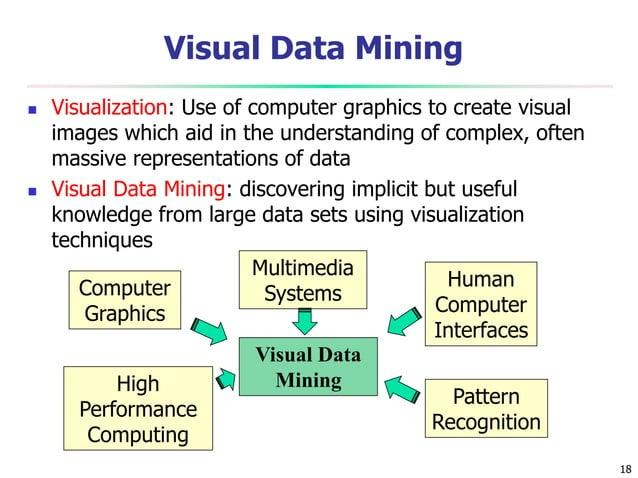 Visual Data Mining
Visualization: Use of computer graphics to create visual
images which aid in the understanding of complex, often
massive representations of data
Visual Data Mining: discovering implicit but useful
knowledge from large data sets using visualization
techniques
Computer
Graphics
Multimedia
Systems
Human
Computer
Interfaces
Visual Data
Mining
High
Performance
Computing
Pattern
Recognition
18